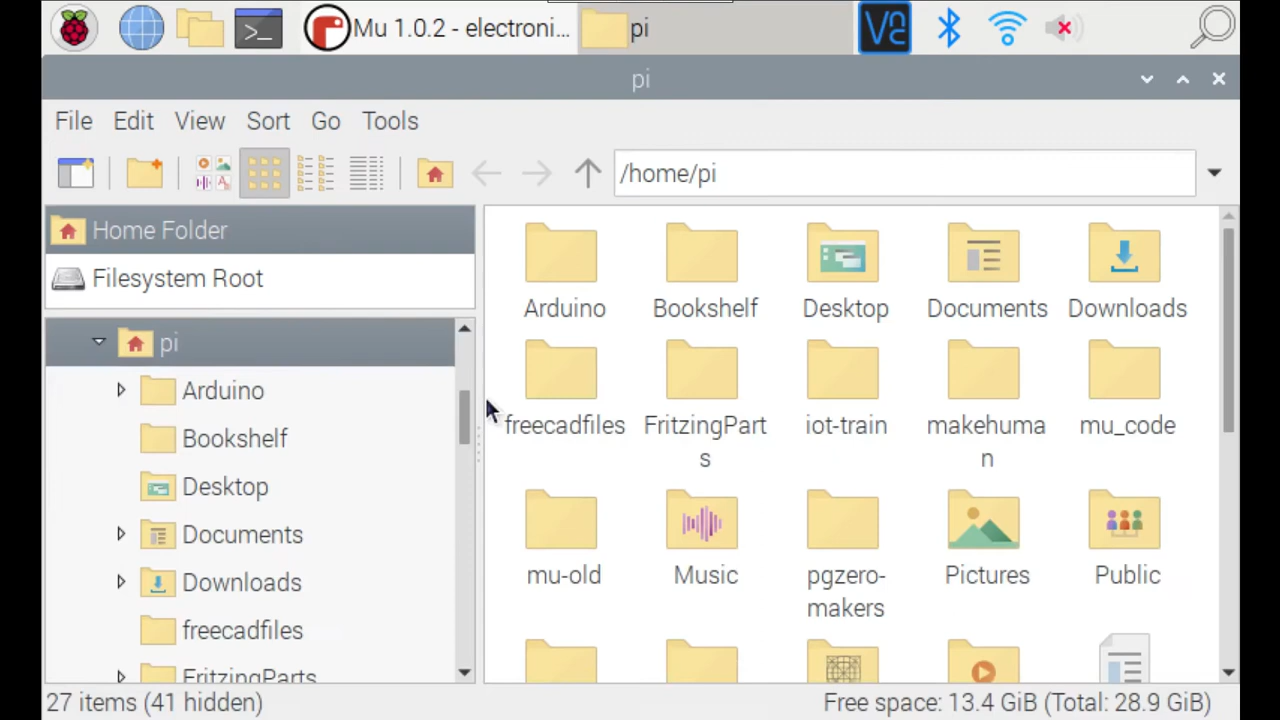 Mu 1.0.2 - electroni...
pi
pi
File Edit View Sort Go Tools
/home/pi
Home Folder
Filesystem Root
pi
Arduino
Bookshelf
Desktop
Documents
Downloads
freecadfiles
FritzingParts
Arduino Bookshelf Desktop Documents Downloads
freecadfiles FritzingPart iot-train makehuma mu_code
s n
mu-old Music pgzero- Pictures Public
makers
27 items (41 hidden)
Free space: 13.4 GiB (Total: 28.9 GiB)